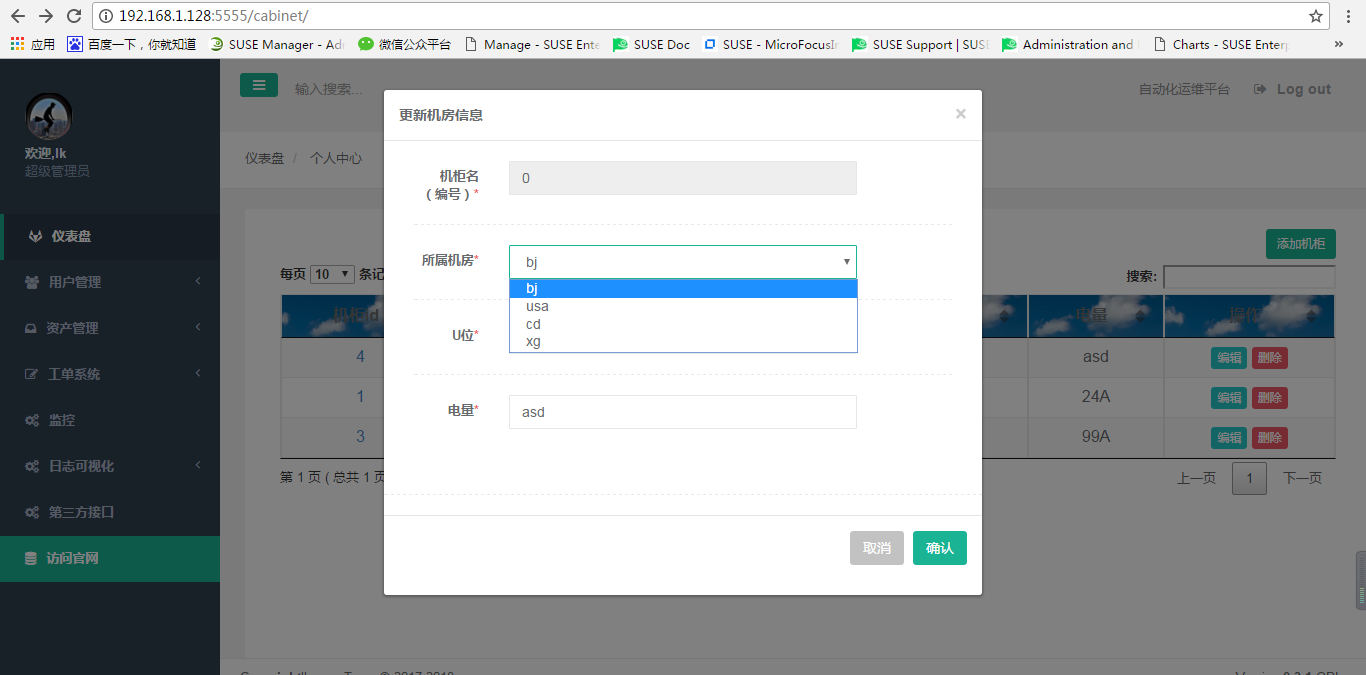 192.168.1.128:5555/cabinet/
应用 百度一下，你就知道 SUSE Manager - Ad 微信公众平台 Manage - SUSE Ente SUSE Doc SUSE - MicroFocusIn SUSE Support | SUS Administration and Charts - SUSE Enterp »
输入搜索...
自动化运维平台 Log out
欢迎,lk
超级管理员
仪表盘 / 个人中心
仪表盘
用户管理
资产管理
工单系统
监控
日志可视化
第三方接口
访问官网
更新机房信息 ×
机柜名（编号）* 0
所属机房* bj
bj
usa
cd
xg
U位*
电量* asd
取消 确认
添加机柜
每页 10 条记
搜索:
机柜id 电量 操作
4 asd 编辑 删除
1 24A 编辑 删除
3 99A 编辑 删除
第 1 页 ( 总共 1 页
上一页 1 下一页